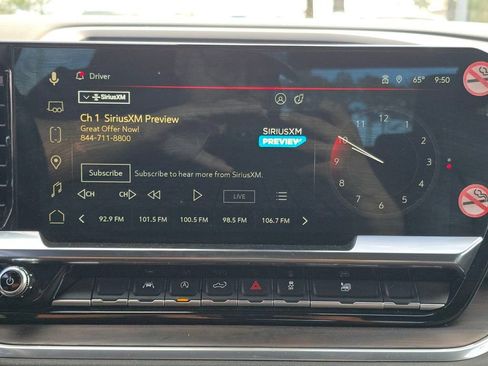 Driver
65° 9:50
SiriusXM
Ch 1 SiriusXM Preview
Great Offer Now!
844-711-8800
SIRIUSXM
PREVIEW
Subscribe
Subscribe to hear more from SiriusXM.
CH
CH
LIVE
92.9 FM 101.5 FM 100.5 FM 98.5 FM 106.7 FM
12
11
1
10
2
9
3
8
4
7
5
6